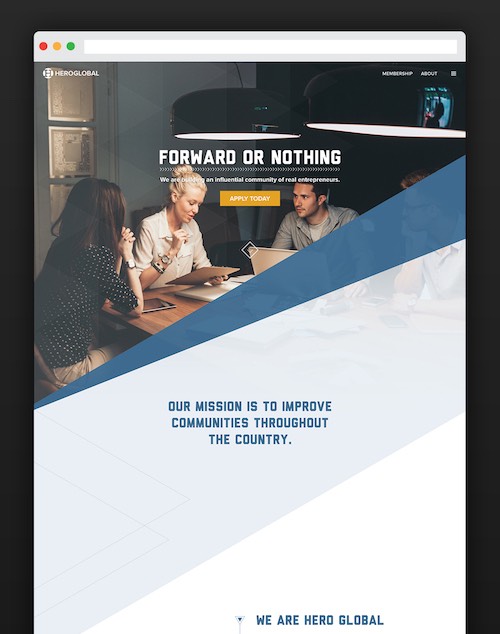 HEROGLOBAL
MEMBERSHIP ABOUT
FORWARD OR NOTHING
We are building an influential community of real entrepreneurs.
APPLY TODAY
OUR MISSION IS TO IMPROVE
COMMUNITIES THROUGHOUT
THE COUNTRY.
WE ARE HERO GLOBAL